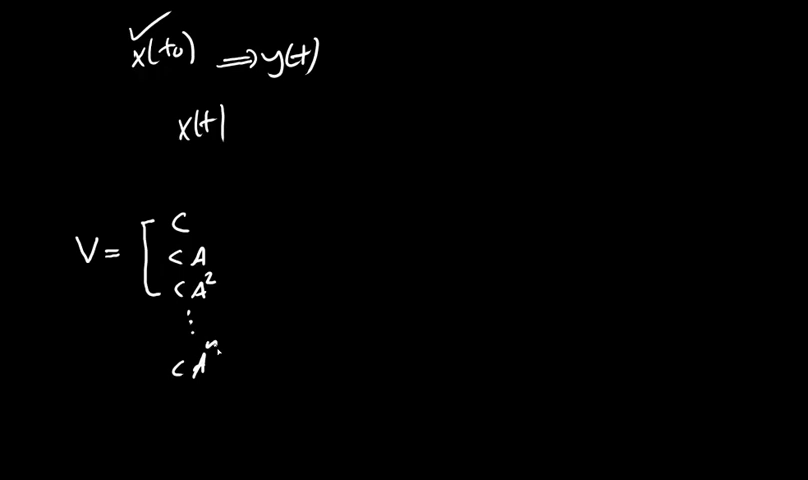 ✓
x(t0) ⇒ y(t)
x(t)
V = [ C
CA
CA²
⋮
CAⁿ